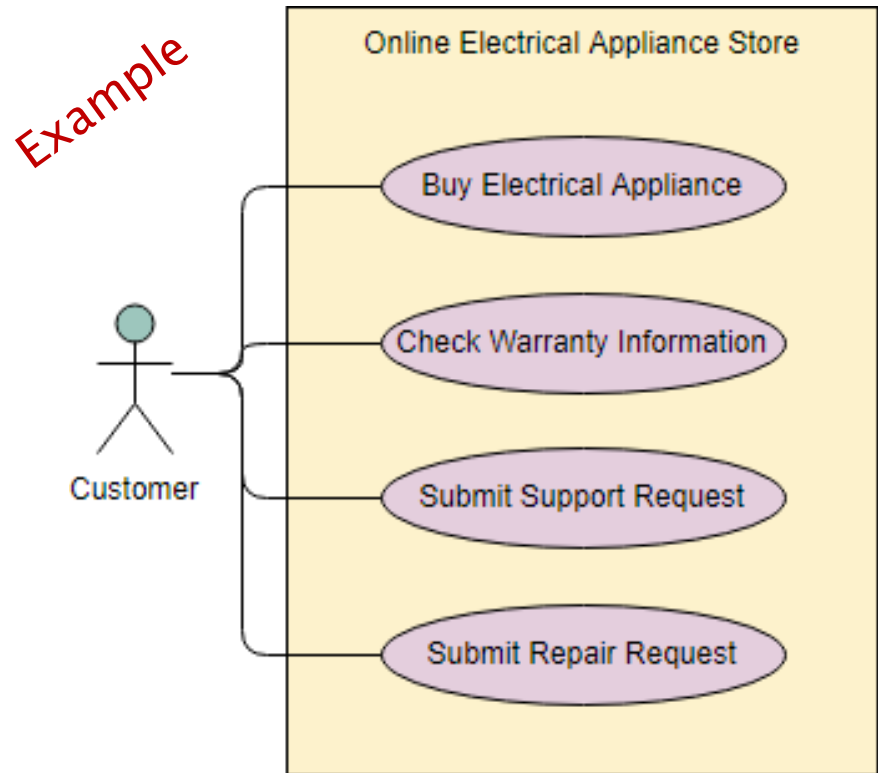 Example
Online Electrical Appliance Store
Buy Electrical Appliance
Check Warranty Information
Submit Support Request
Customer
Submit Repair Request